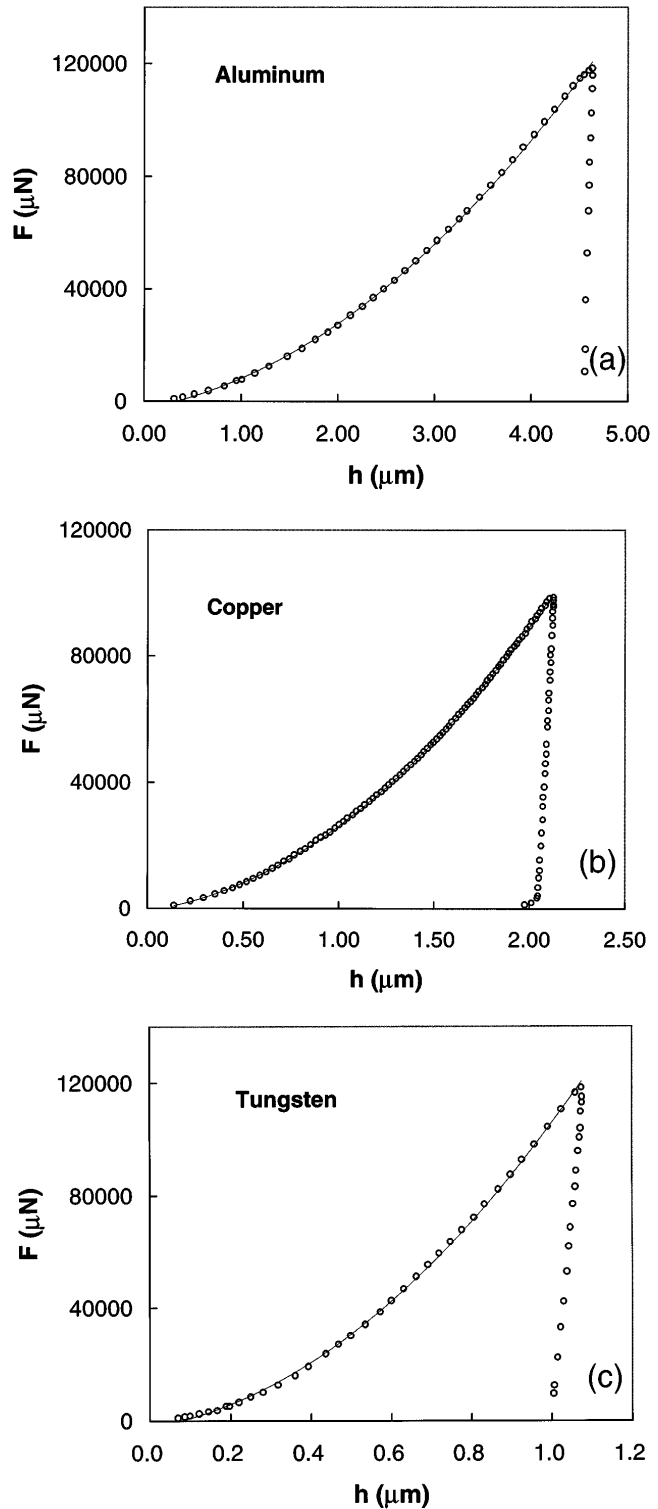 120000
Aluminum
80000
F (μN)
40000
(a)
0
0.00 1.00 2.00 3.00 4.00 5.00
h (μm)
120000
Copper
80000
F (μN)
40000
(b)
0
0.00 0.50 1.00 1.50 2.00 2.50
h (μm)
120000
Tungsten
80000
F (μN)
40000
(c)
0
0.0 0.2 0.4 0.6 0.8 1.0 1.2
h (μm)